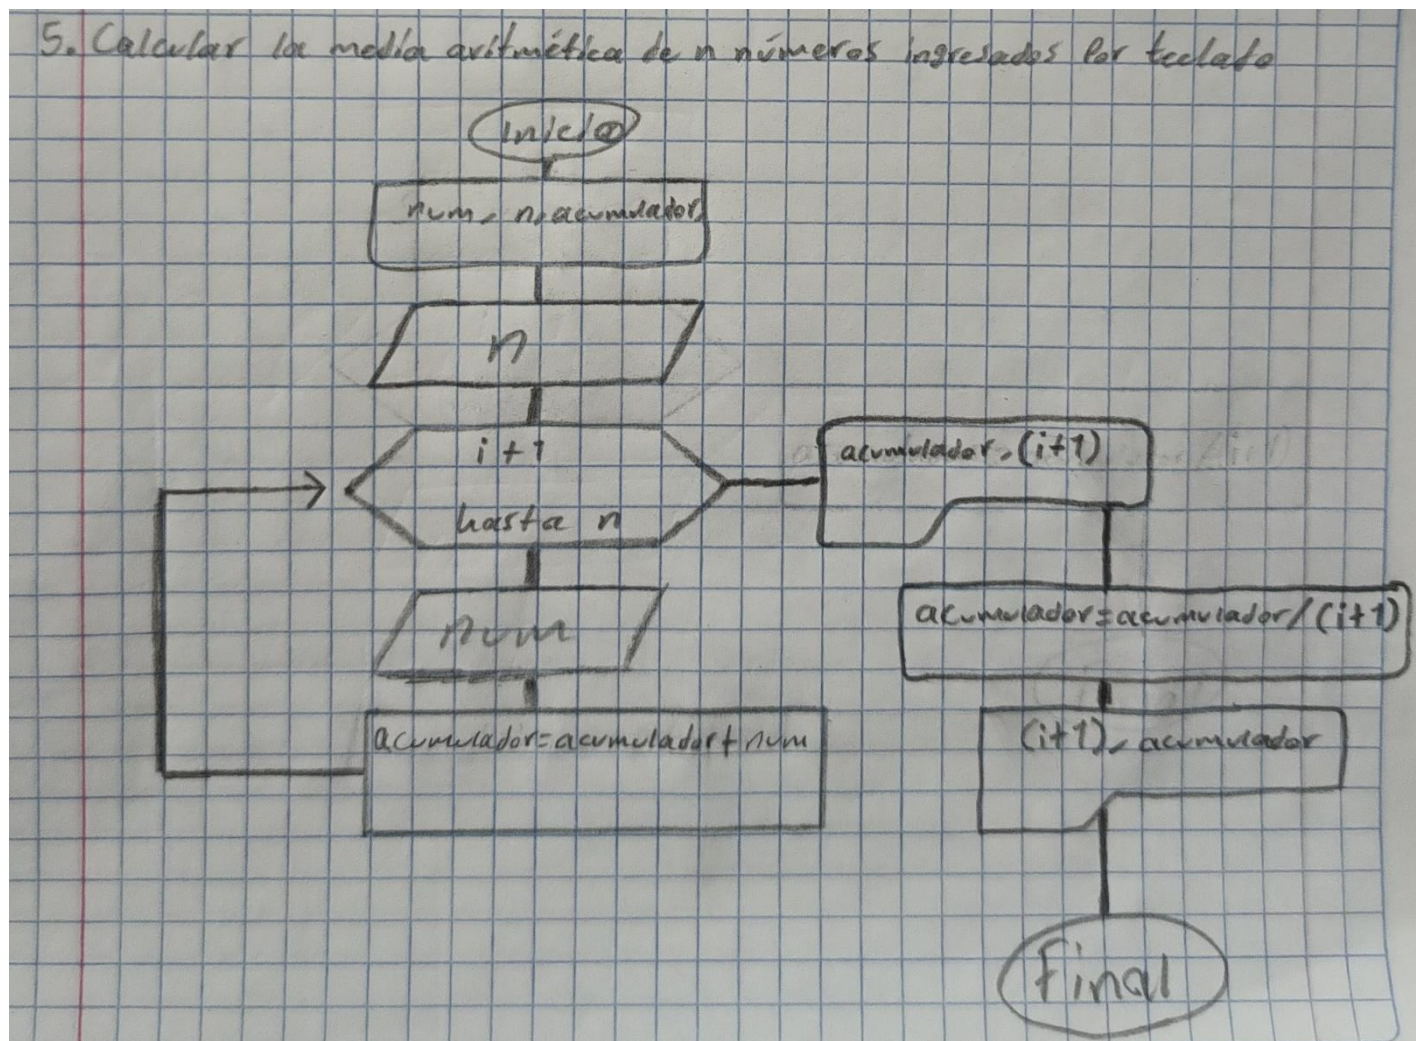 5. Calcular la media aritmética de n números ingresados por teclado
Inicio
num, n, acumulador,
n
i+1
hasta n
num
acumulador=acumulador+num
acumulador, (i+1)
acumulador=acumulador/(i+1)
(i+1), acumulador
Final